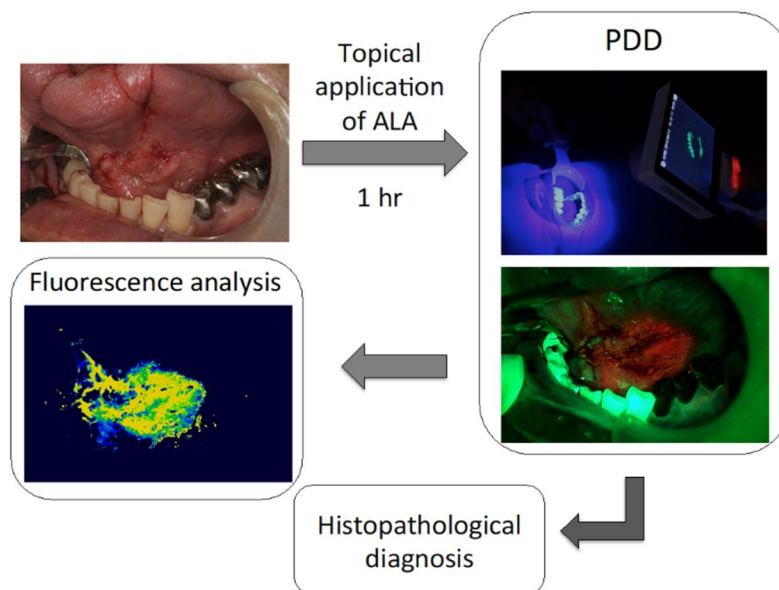 Topical
application
of ALA
1 hr
PDD
Fluorescence analysis
Histopathological
diagnosis